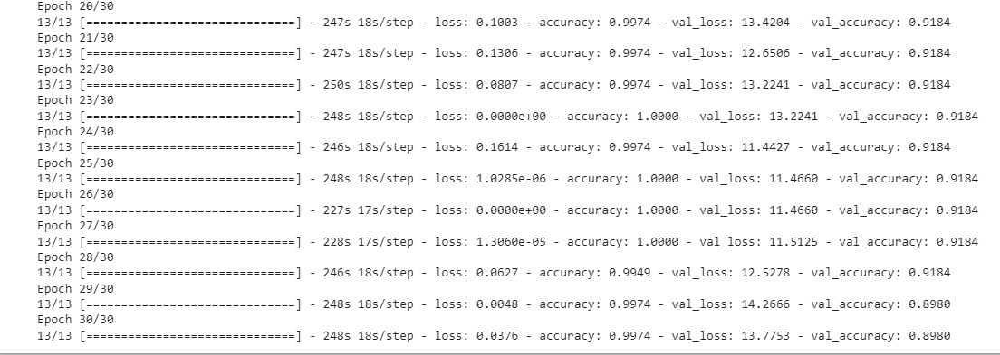 Epoch 20/30
13/13 [==============================] - 247s 18s/step - loss: 0.1003 - accuracy: 0.9974 - val_loss: 13.4204 - val_accuracy: 0.9184
Epoch 21/30
13/13 [==============================] - 247s 18s/step - loss: 0.1306 - accuracy: 0.9974 - val_loss: 12.6506 - val_accuracy: 0.9184
Epoch 22/30
13/13 [==============================] - 250s 18s/step - loss: 0.0807 - accuracy: 0.9974 - val_loss: 13.2241 - val_accuracy: 0.9184
Epoch 23/30
13/13 [==============================] - 248s 18s/step - loss: 0.0000e+00 - accuracy: 1.0000 - val_loss: 13.2241 - val_accuracy: 0.9184
Epoch 24/30
13/13 [==============================] - 246s 18s/step - loss: 0.1614 - accuracy: 0.9974 - val_loss: 11.4427 - val_accuracy: 0.9184
Epoch 25/30
13/13 [==============================] - 248s 18s/step - loss: 1.0285e-06 - accuracy: 1.0000 - val_loss: 11.4660 - val_accuracy: 0.9184
Epoch 26/30
13/13 [==============================] - 227s 17s/step - loss: 0.0000e+00 - accuracy: 1.0000 - val_loss: 11.4660 - val_accuracy: 0.9184
Epoch 27/30
13/13 [==============================] - 228s 17s/step - loss: 1.3060e-05 - accuracy: 1.0000 - val_loss: 11.5125 - val_accuracy: 0.9184
Epoch 28/30
13/13 [==============================] - 246s 18s/step - loss: 0.0627 - accuracy: 0.9949 - val_loss: 12.5278 - val_accuracy: 0.9184
Epoch 29/30
13/13 [==============================] - 248s 18s/step - loss: 0.0048 - accuracy: 0.9974 - val_loss: 14.2666 - val_accuracy: 0.8980
Epoch 30/30
13/13 [==============================] - 248s 18s/step - loss: 0.0376 - accuracy: 0.9974 - val_loss: 13.7753 - val_accuracy: 0.8980